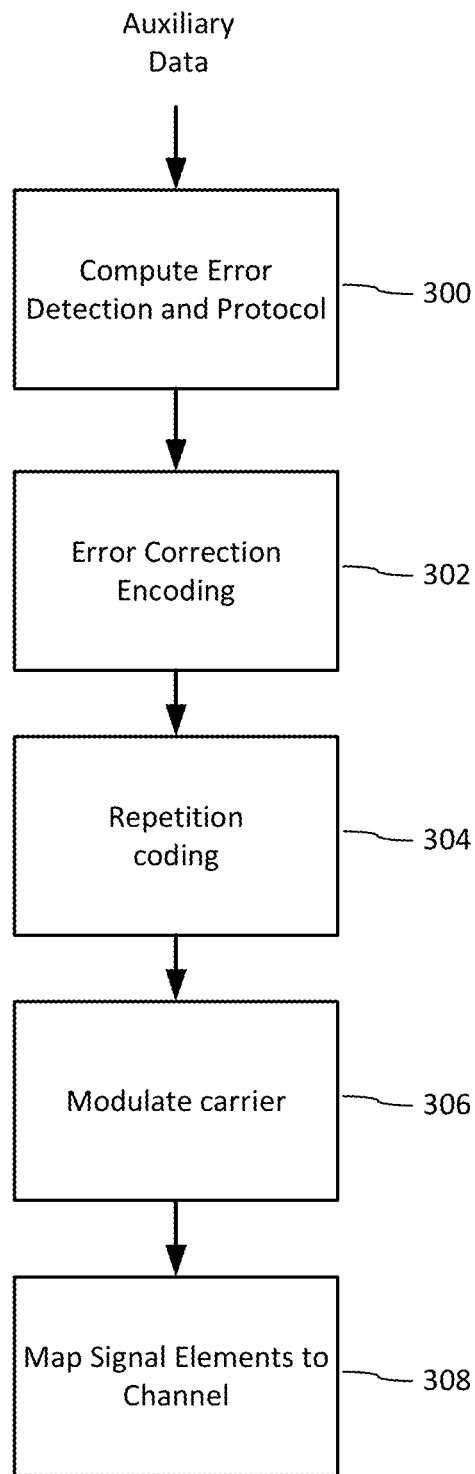 Auxiliary
Data
Compute Error
Detection and Protocol
300
Error Correction
Encoding
302
Repetition
coding
304
Modulate carrier
306
Map Signal Elements to
Channel
308